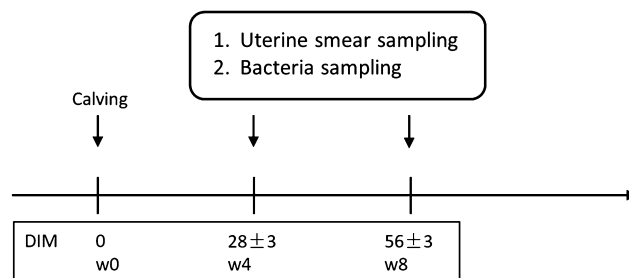 1. Uterine smear sampling
2. Bacteria sampling
Calving
DIM 0 28±3 56±3
w0 w4 w8